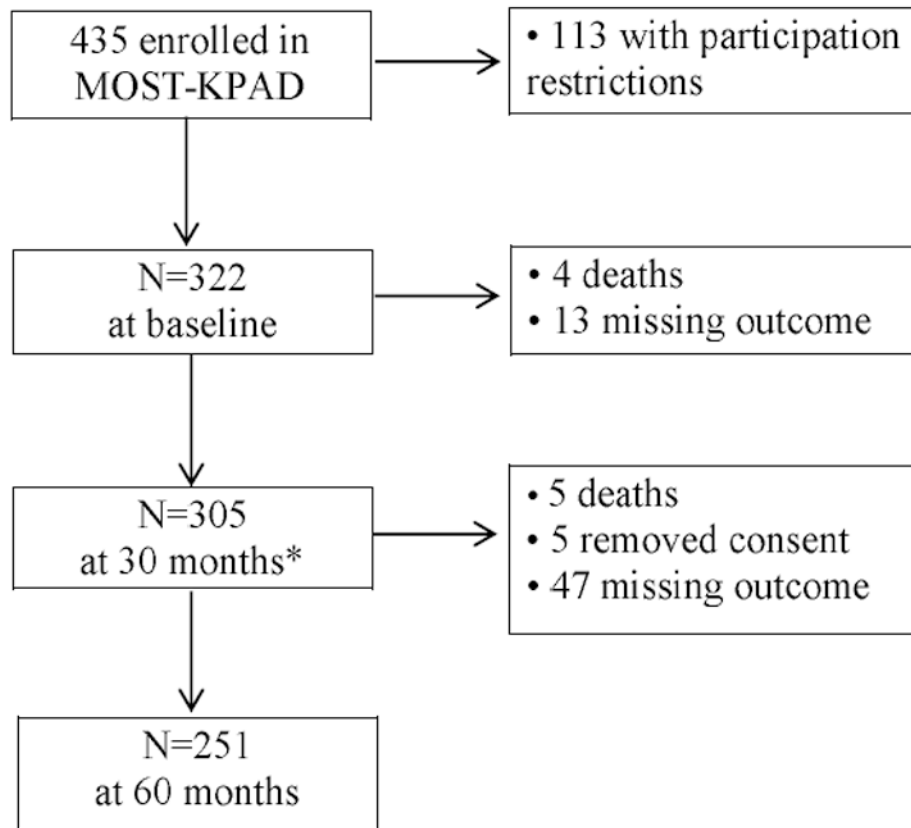 435 enrolled in
MOST-KPAD
• 113 with participation
restrictions
N=322
at baseline
• 4 deaths
• 13 missing outcome
N=305
at 30 months*
• 5 deaths
• 5 removed consent
• 47 missing outcome
N=251
at 60 months